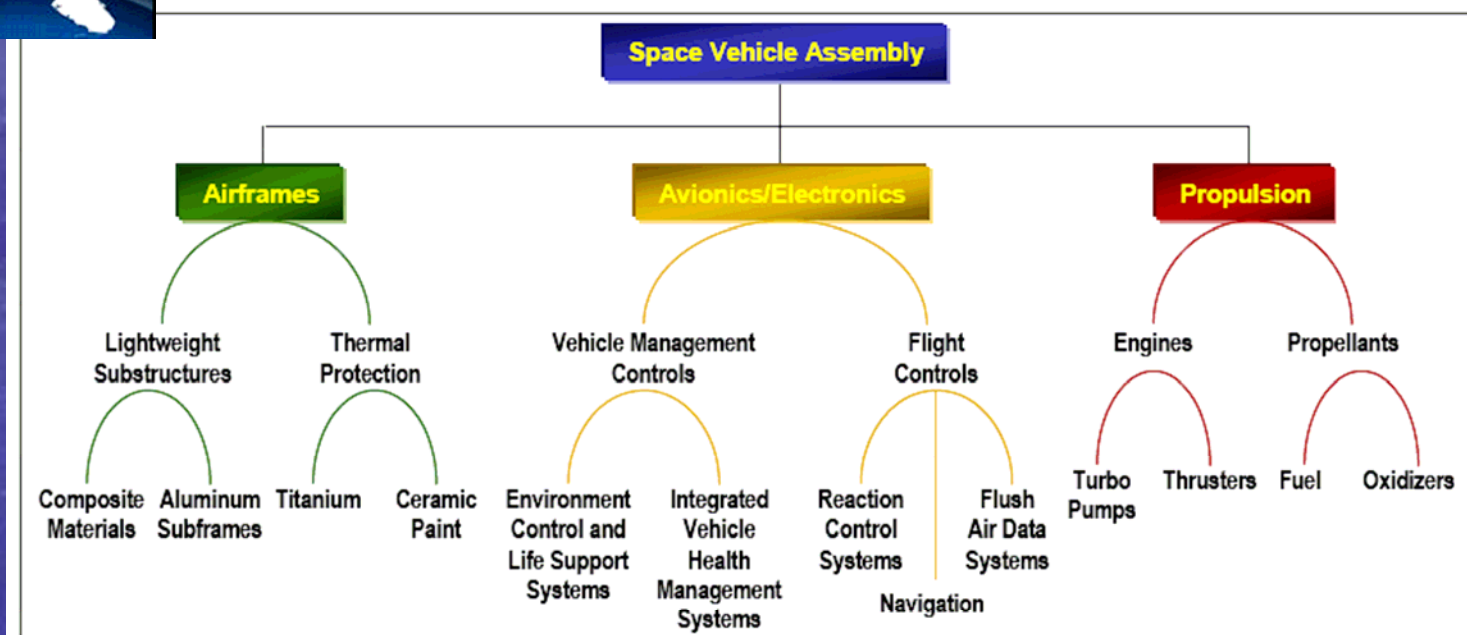 Space Vehicle Assembly
Airframes
Avionics/Electronics
Propulsion
Lightweight
Substructures
Thermal
Protection
Vehicle Management
Controls
Flight
Controls
Engines
Propellants
Composite
Materials
Aluminum
Subframes
Titanium
Ceramic
Paint
Environment
Control and
Life Support
Systems
Integrated
Vehicle
Health
Management
Systems
Reaction
Control
Systems
Navigation
Flush
Air Data
Systems
Turbo
Pumps
Thrusters
Fuel
Oxidizers